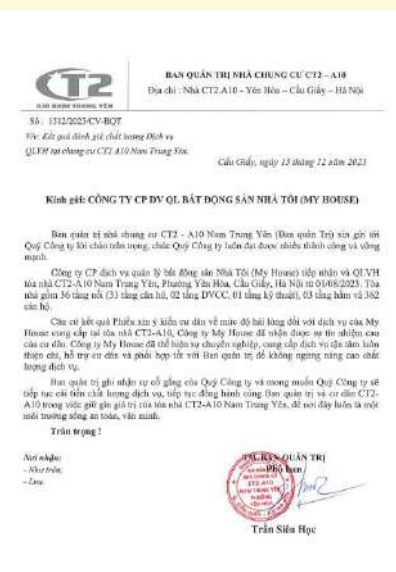 CT2
A10 NAM TRUNG YÊN
BAN QUẢN TRỊ NHÀ CHUNG CƯ CT2 – A10
Địa chỉ : Nhà CT2.A10 - Yên Hòa – Cầu Giấy – Hà Nội
Số : 1512/2023/CV-BQT
V/v: Kết quả đánh giá chất lượng Dịch vụ
QLVH tại chung cư CT2 A10 Nam Trung Yên.
Cầu Giấy, ngày 15 tháng 12 năm 2023
Kính gửi: CÔNG TY CP DV QL BẤT ĐỘNG SẢN NHÀ TÔI (MY HOUSE)
Ban quản trị nhà chung cư CT2 - A10 Nam Trung Yên (Ban quản Trị) xin gửi tới
Quý Công ty lời chào trân trọng, chúc Quý Công ty luôn đạt được nhiều thành công và vững
mạnh.
Công ty CP dịch vụ quản lý bất động sản Nhà Tôi (My House) tiếp nhận và QLVH
tòa nhà CT2-A10 Nam Trung Yên, Phường Yên Hòa, Cầu Giấy, Hà Nội từ 01/08/2023. Tòa
nhà gồm 36 tầng nổi (33 tầng căn hộ, 02 tầng DVCC, 01 tầng kỹ thuật), 03 tầng hầm và 362
căn hộ.
Căn cứ kết quả Phiếu xin ý kiến cư dân về mức độ hài lòng đối với dịch vụ của My
House cung cấp tại tòa nhà CT2-A10, Công ty My House đã nhận được sự tín nhiệm cao
của cư dân. Công ty My House đã thể hiện sự chuyên nghiệp, cung cấp dịch vụ tận tâm luôn
thiện chí, hỗ trợ cư dân và phối hợp tốt với Ban quản trị để không ngừng nâng cao chất
lượng dịch vụ.
Ban quản trị ghi nhận sự cố gắng của Quý Công ty và mong muốn Quý Công ty sẽ
tiếp tục cải tiến chất lượng dịch vụ, tiếp tục đồng hành cùng Ban quản trị và cư dân CT2-
A10 trong việc giữ gìn giá trị của tòa nhà CT2-A10 Nam Trung Yên, để nơi đây luôn là một
môi trường sống an toàn, văn minh.
Trân trọng !
Nơi nhận:
- Như trên;
- Lưu.
TM. BAN QUẢN TRỊ
Phó ban
CT2-A10
NAM TRUNG YÊN
Trần Siêu Học